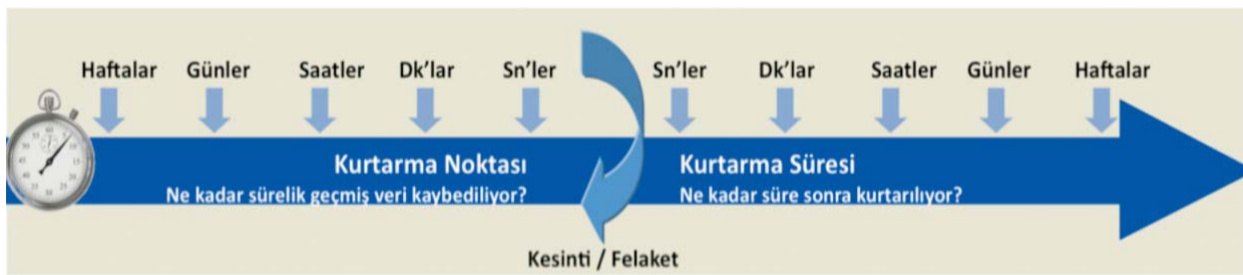 Haftalar Günler Saatler Dk'lar Sn'ler Sn'ler Dk'lar Saatler Günler Haftalar
Kurtarma Noktası Kurtarma Süresi
Ne kadar sürelik geçmiş veri kaybediliyor? Ne kadar süre sonra kurtarılıyor?
Kesinti / Felaket